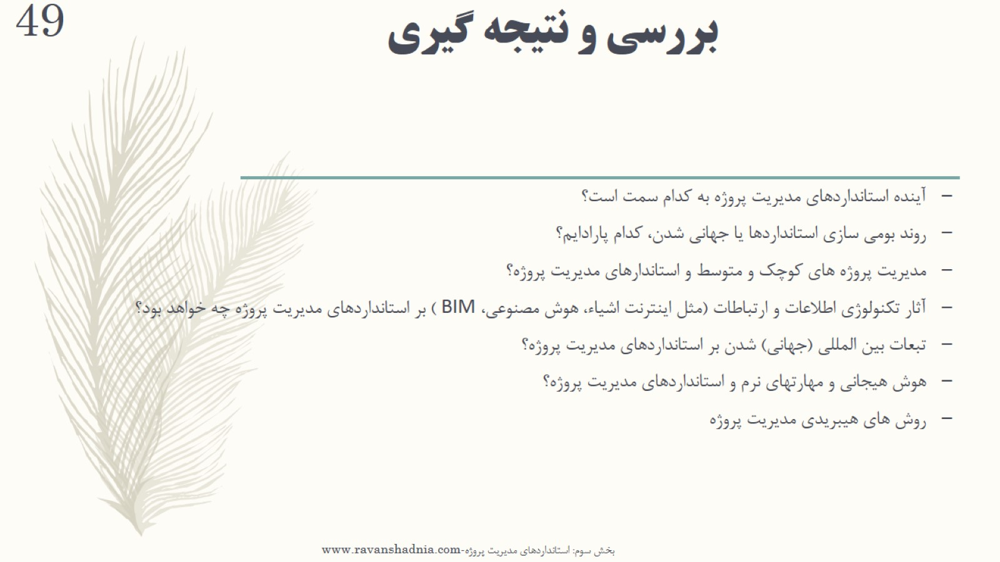 49
بررسی و نتیجه گیری
– آینده استانداردهای مدیریت پروژه به کدام سمت است؟
– روند بومی سازی استانداردها یا جهانی شدن، کدام پارادایم؟
– مدیریت پروژه های کوچک و متوسط و استاندارهای مدیریت پروژه؟
– آثار تکنولوژی اطلاعات و ارتباطات (مثل اینترنت اشیاء، هوش مصنوعی، BIM ) بر استانداردهای مدیریت پروژه چه خواهد بود؟
– تبعات بین المللی (جهانی) شدن بر استانداردهای مدیریت پروژه؟
– هوش هیجانی و مهارتهای نرم و استانداردهای مدیریت پروژه؟
– روش های هیبریدی مدیریت پروژه
بخش سوم: استانداردهای مدیریت پروژه-www.ravanshadnia.com